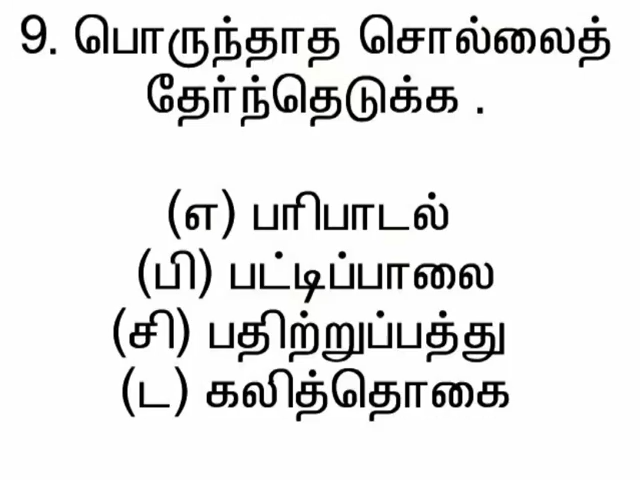 9. பொருந்தாத சொல்லைத்
தேர்ந்தெடுக்க .
(எ) பரிபாடல்
(பி) பட்டிப்பாலை
(சி) பதிற்றுப்பத்து
(ட) கலித்தொகை